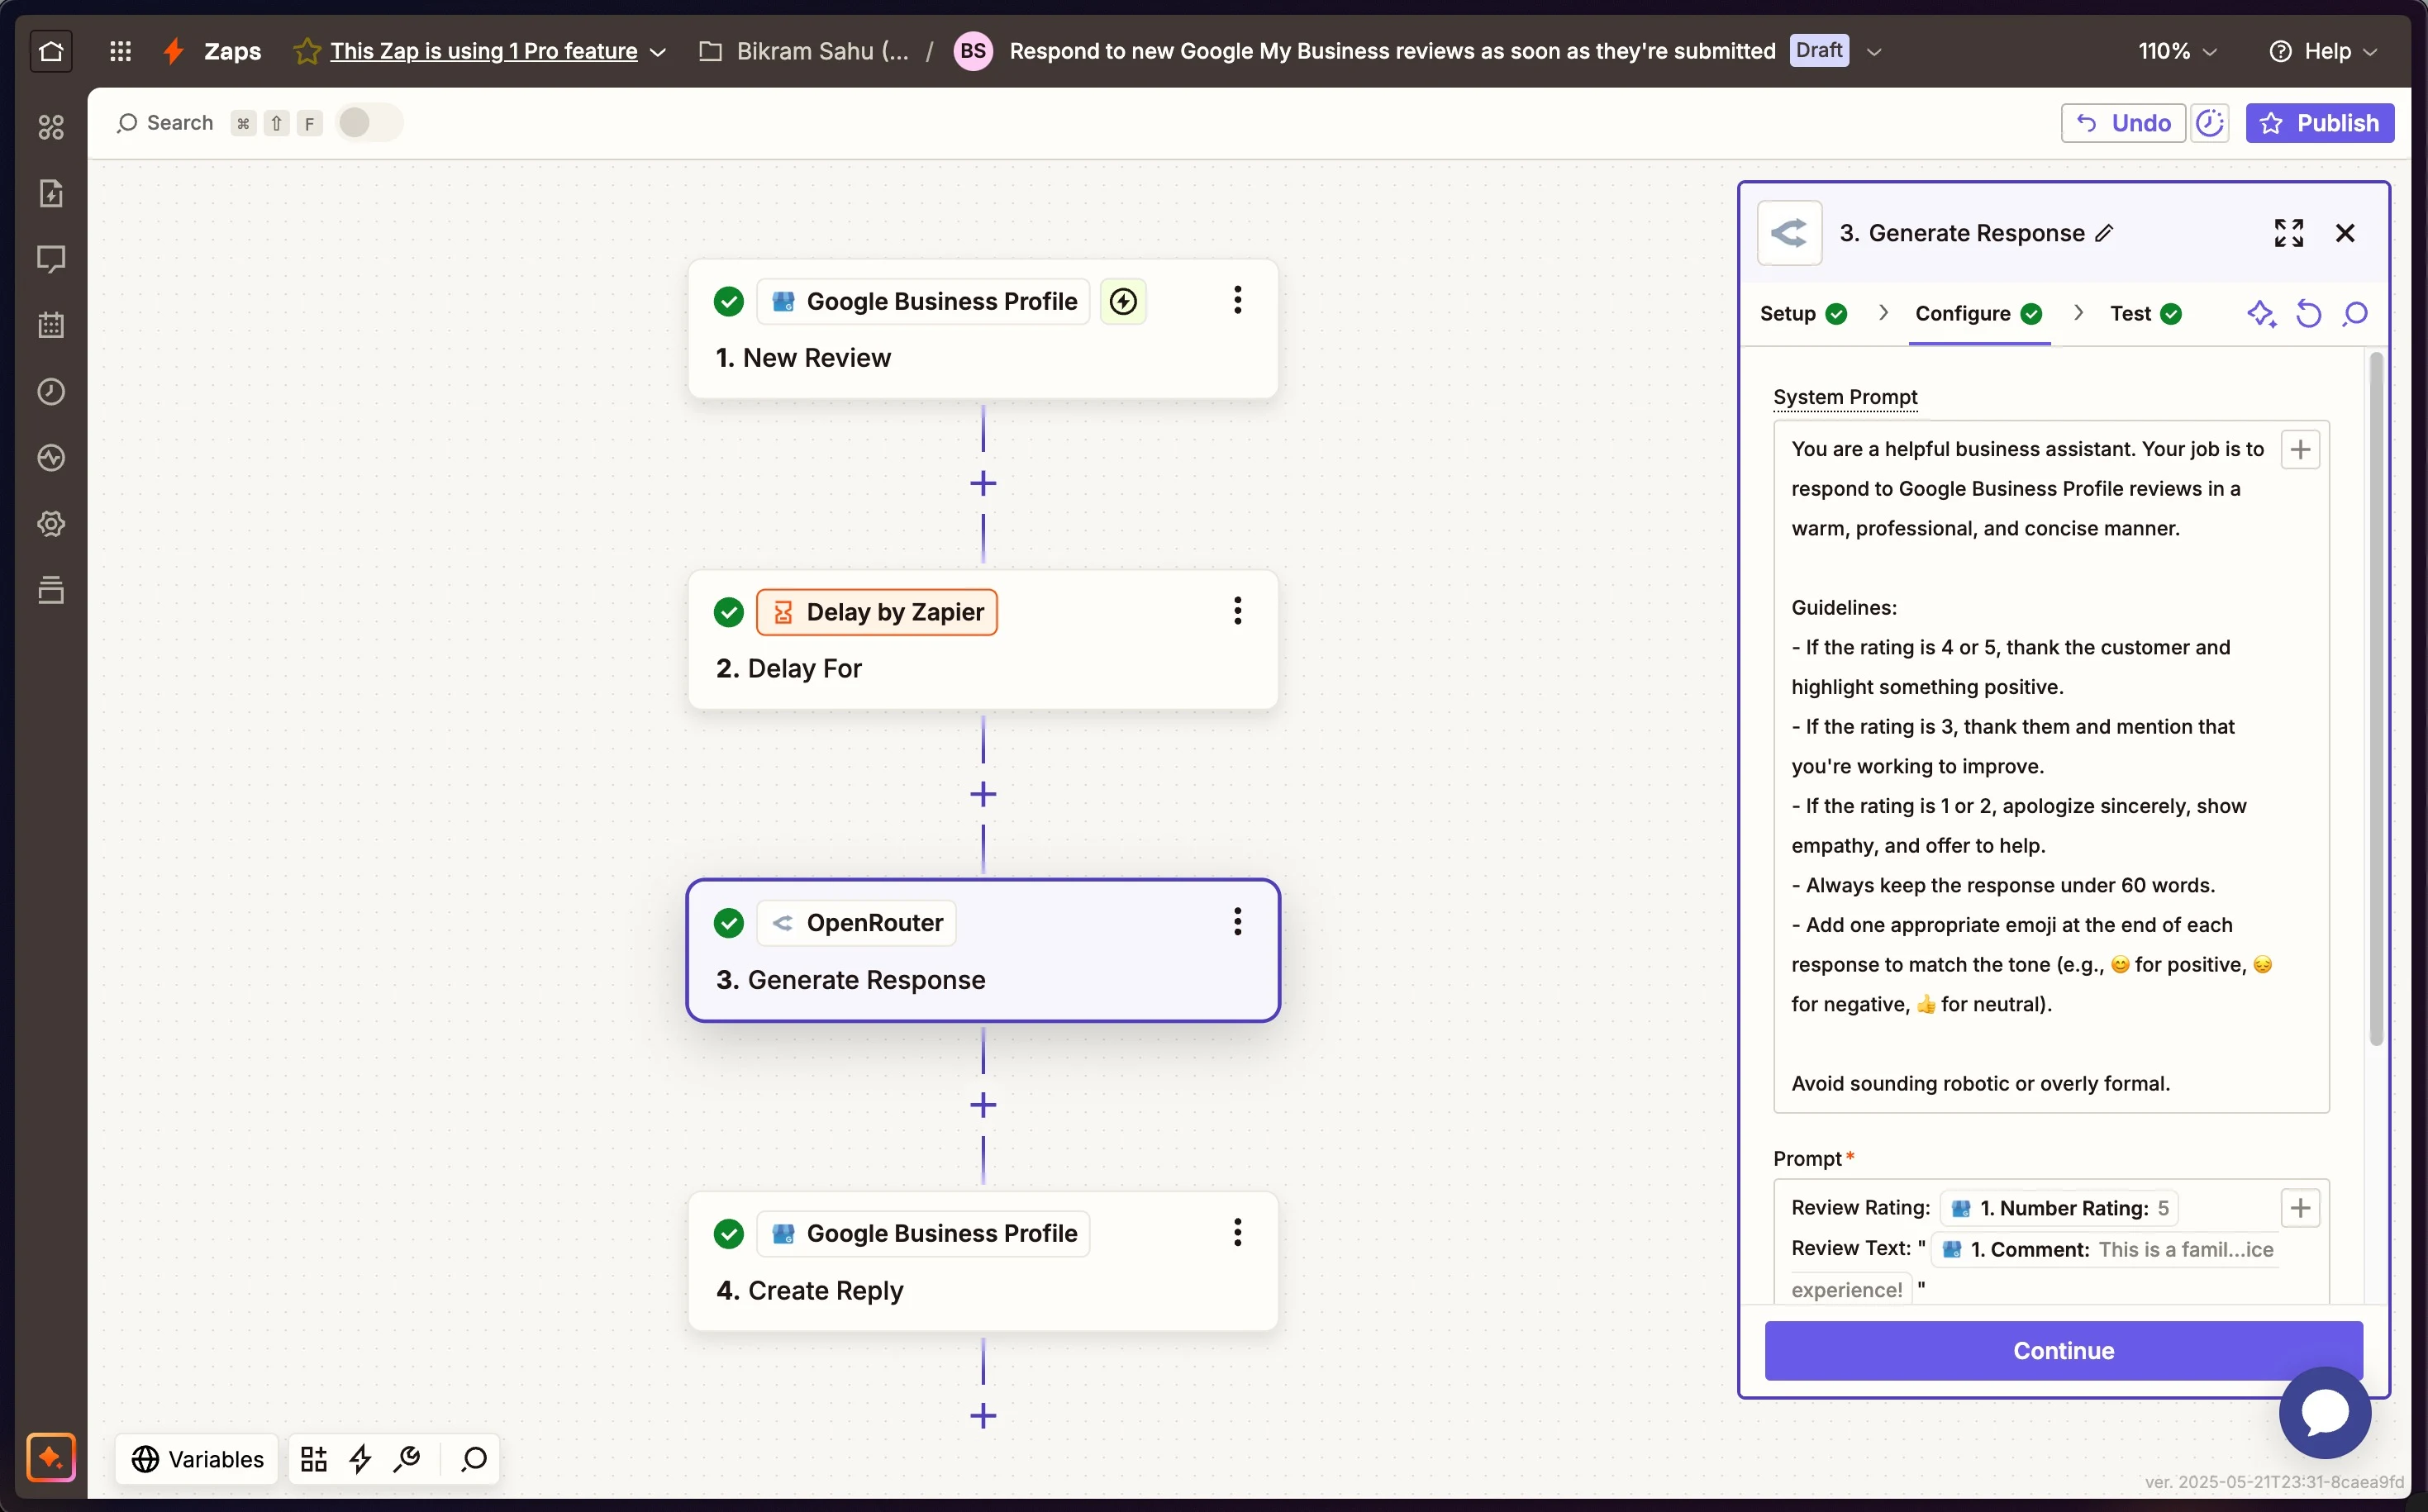 Zaps This Zap is using 1 Pro feature Bikram Sahu (... / BS Respond to new Google My Business reviews as soon as they're submitted Draft 110% Help
Search ⌘ ⇧ F Undo Publish
Google Business Profile
1. New Review
Delay by Zapier
2. Delay For
OpenRouter
3. Generate Response
Google Business Profile
4. Create Reply
Variables
3. Generate Response
Setup Configure Test
System Prompt
You are a helpful business assistant. Your job is to
respond to Google Business Profile reviews in a
warm, professional, and concise manner.
Guidelines:
- If the rating is 4 or 5, thank the customer and
highlight something positive.
- If the rating is 3, thank them and mention that
you're working to improve.
- If the rating is 1 or 2, apologize sincerely, show
empathy, and offer to help.
- Always keep the response under 60 words.
- Add one appropriate emoji at the end of each
response to match the tone (e.g., 😊 for positive, 😔
for negative, 👍 for neutral).
Avoid sounding robotic or overly formal.
Prompt*
Review Rating: 1. Number Rating: 5
Review Text: " 1. Comment: This is a famil...ice
experience! "
Continue
ver. 2025-05-21T23:31-8caea9fd